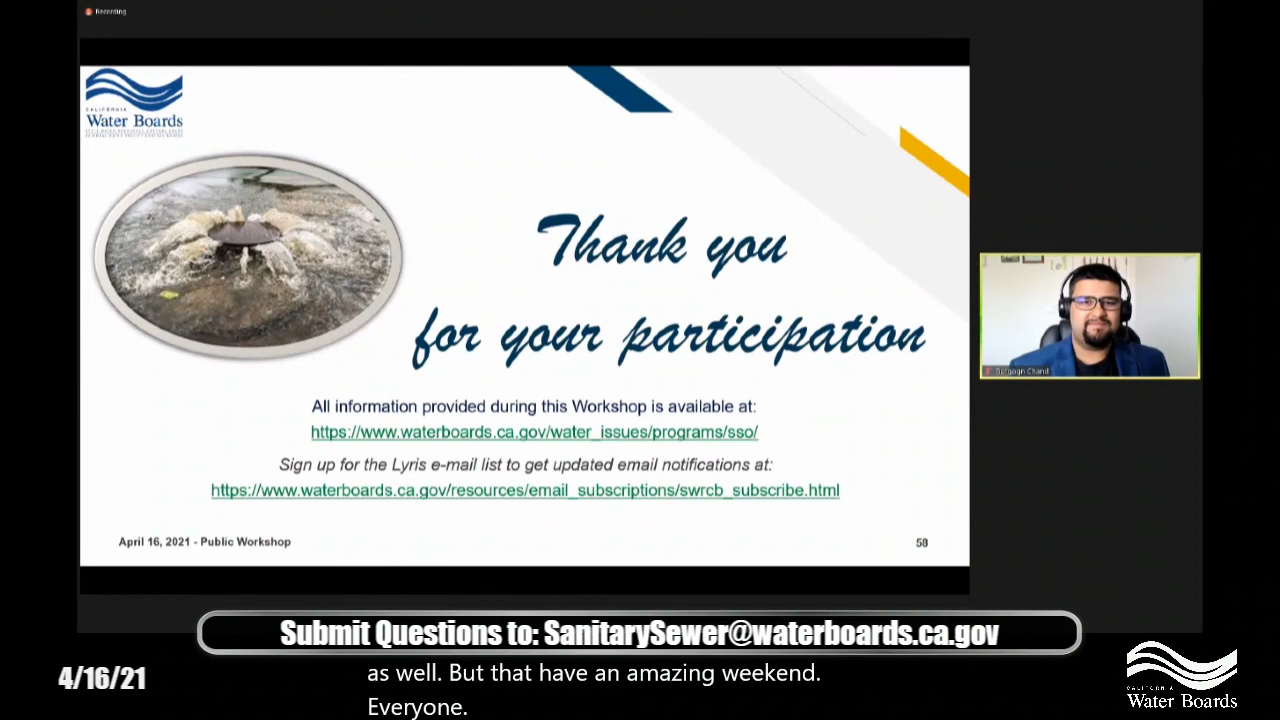 Recording
CALIFORNIA
Water Boards
Thank you
for your participation
All information provided during this Workshop is available at:
https://www.waterboards.ca.gov/water_issues/programs/sso/
Sign up for the Lyris e-mail list to get updated email notifications at:
https://www.waterboards.ca.gov/resources/email_subscriptions/swrcb_subscribe.html
April 16, 2021 - Public Workshop
58
Chand
Submit Questions to: SanitarySewer@waterboards.ca.gov
as well. But that have an amazing weekend.
Everyone.
4/16/21
CALIFORNIA
Water Boards